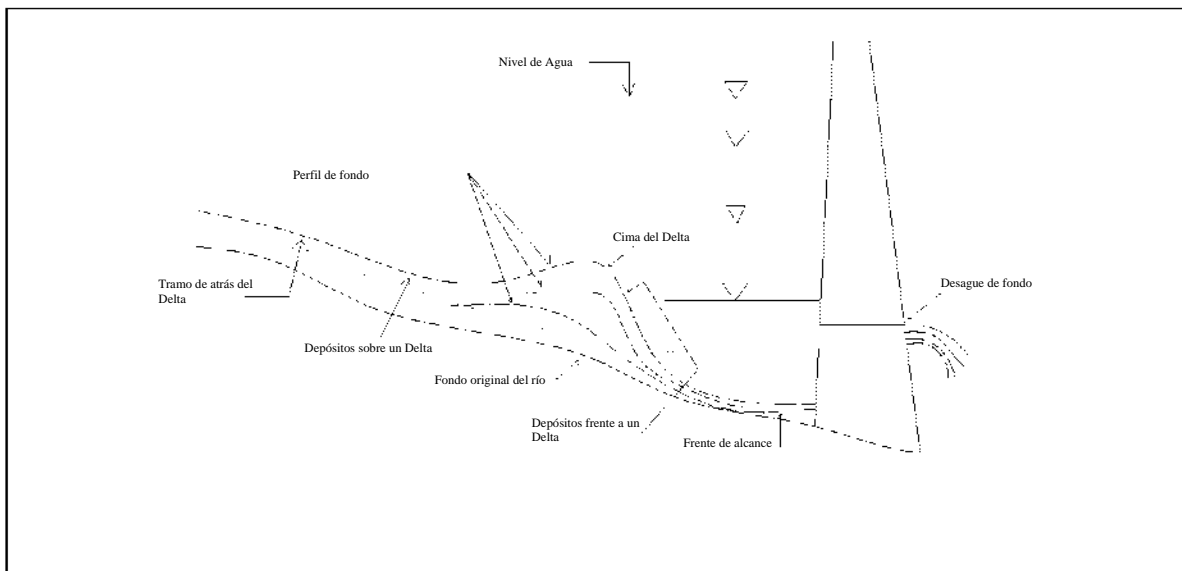 Nivel de Agua
Perfil de fondo
Cima del Delta
Tramo de atrás del
Delta
Desague de fondo
Depósitos sobre un Delta
Fondo original del río
Depósitos frente a un
Delta
Frente de alcance